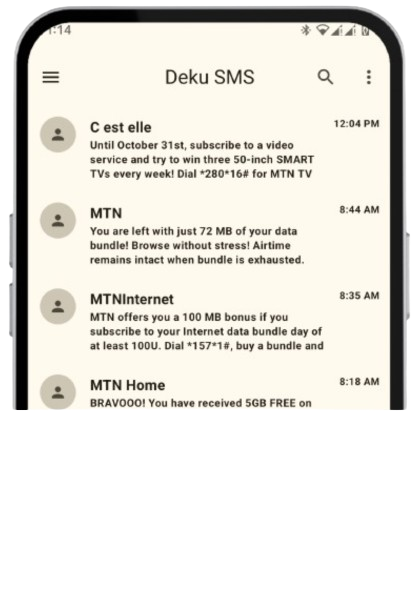 1:14
Deku SMS
C est elle
12:04 PM
Until October 31st, subscribe to a video
service and try to win three 50-inch SMART
TVs every week! Dial *280*16# for MTN TV
MTN
8:44 AM
You are left with just 72 MB of your data
bundle! Browse without stress! Airtime
remains intact when bundle is exhausted.
MTNInternet
8:35 AM
MTN offers you a 100 MB bonus if you
subscribe to your Internet data bundle day of
at least 100U. Dial *157*1#, buy a bundle and
MTN Home
8:18 AM
BRAVOOO! You have received 5GB FREE on